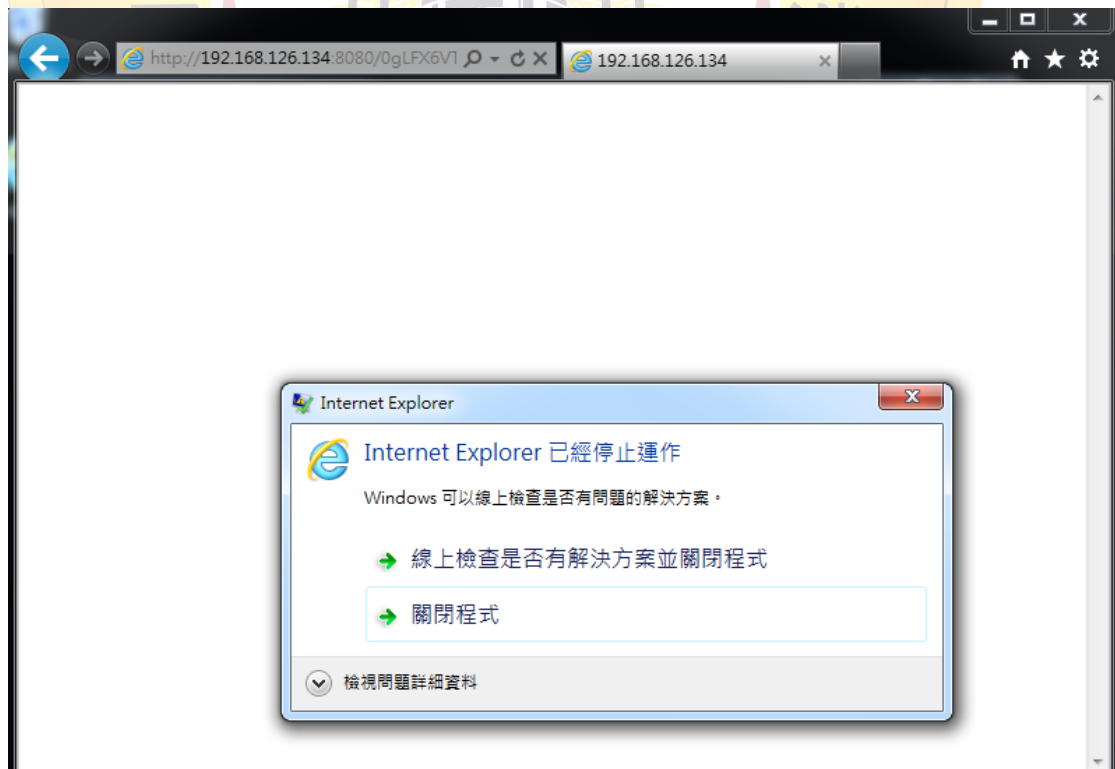 http://192.168.126.134:8080/0gLFX6V1
192.168.126.134
Internet Explorer
Internet Explorer 已經停止運作
Windows 可以線上檢查是否有問題的解決方案。
線上檢查是否有解決方案並關閉程式
關閉程式
檢視問題詳細資料